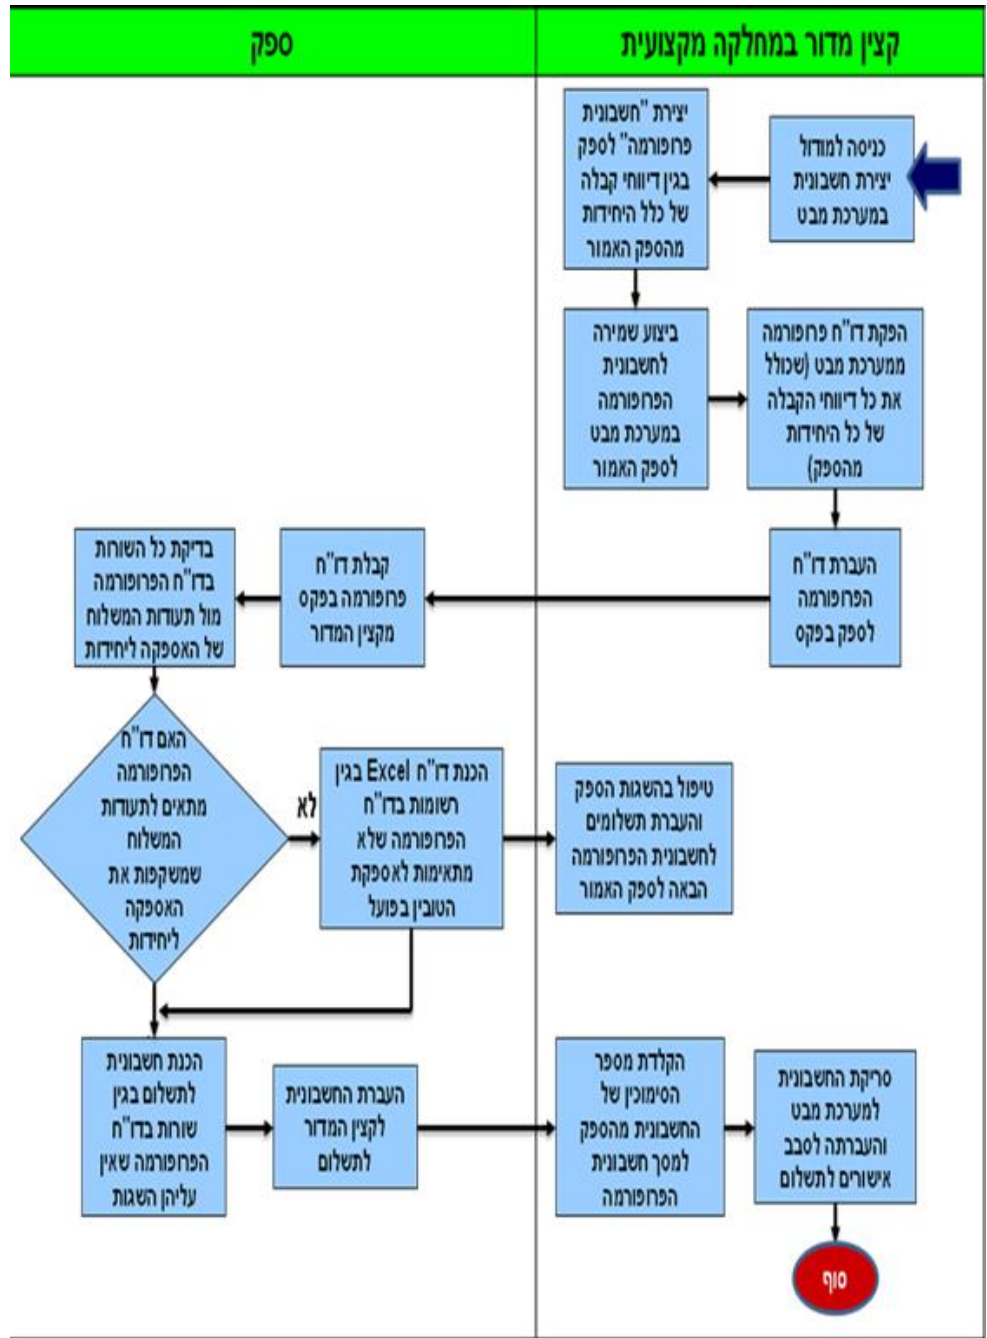 קצין מדור במחלקה מקצועית
ספק
כניסה למודול
יצירת חשבונית
במערכת מבט
יצירת "חשבונית
פרופורמה" לספק
בגין דיווחי קבלה
של כלל היחידות
מהספק האמור
ביצוע שמירה
לחשבונית
הפרופורמה
במערכת מבט
לספק האמור
הפקת דו"ח פרופורמה
ממערכת מבט (שכולל
את כל דיווחי הקבלה
של כל היחידות
מהספק)
העברת דו"ח
הפרופורמה
לספק בפקס
קבלת דו"ח
פרופורמה בפקס
מקצין המדור
בדיקת כל השורות
בדו"ח הפרופורמה
מול תעודות המשלוח
של האספקה ליחידות
האם דו"ח
הפרופורמה
מתאים לתעודות
המשלוח
שמשקפות את
האספקה
ליחידות
לא
הכנת דו"ח Excel בגין
רשומות בדו"ח
הפרופורמה שלא
מתאימות לאספקת
הטובין בפועל
טיפול בהשגות הספק
והעברת תשלומים
לחשבונית הפרופורמה
הבאה לספק האמור
הכנת חשבונית
לתשלום בגין
שורות בדו"ח
הפרופורמה שאין
עליהן השגות
העברת החשבונית
לקצין המדור
לתשלום
הקלדת מספר
הסימוכין של
החשבונית מהספק
למסך חשבונית
הפרופורמה
סריקת החשבונית
למערכת מבט
והעברתה לסבב
אישורים לתשלום
סוף